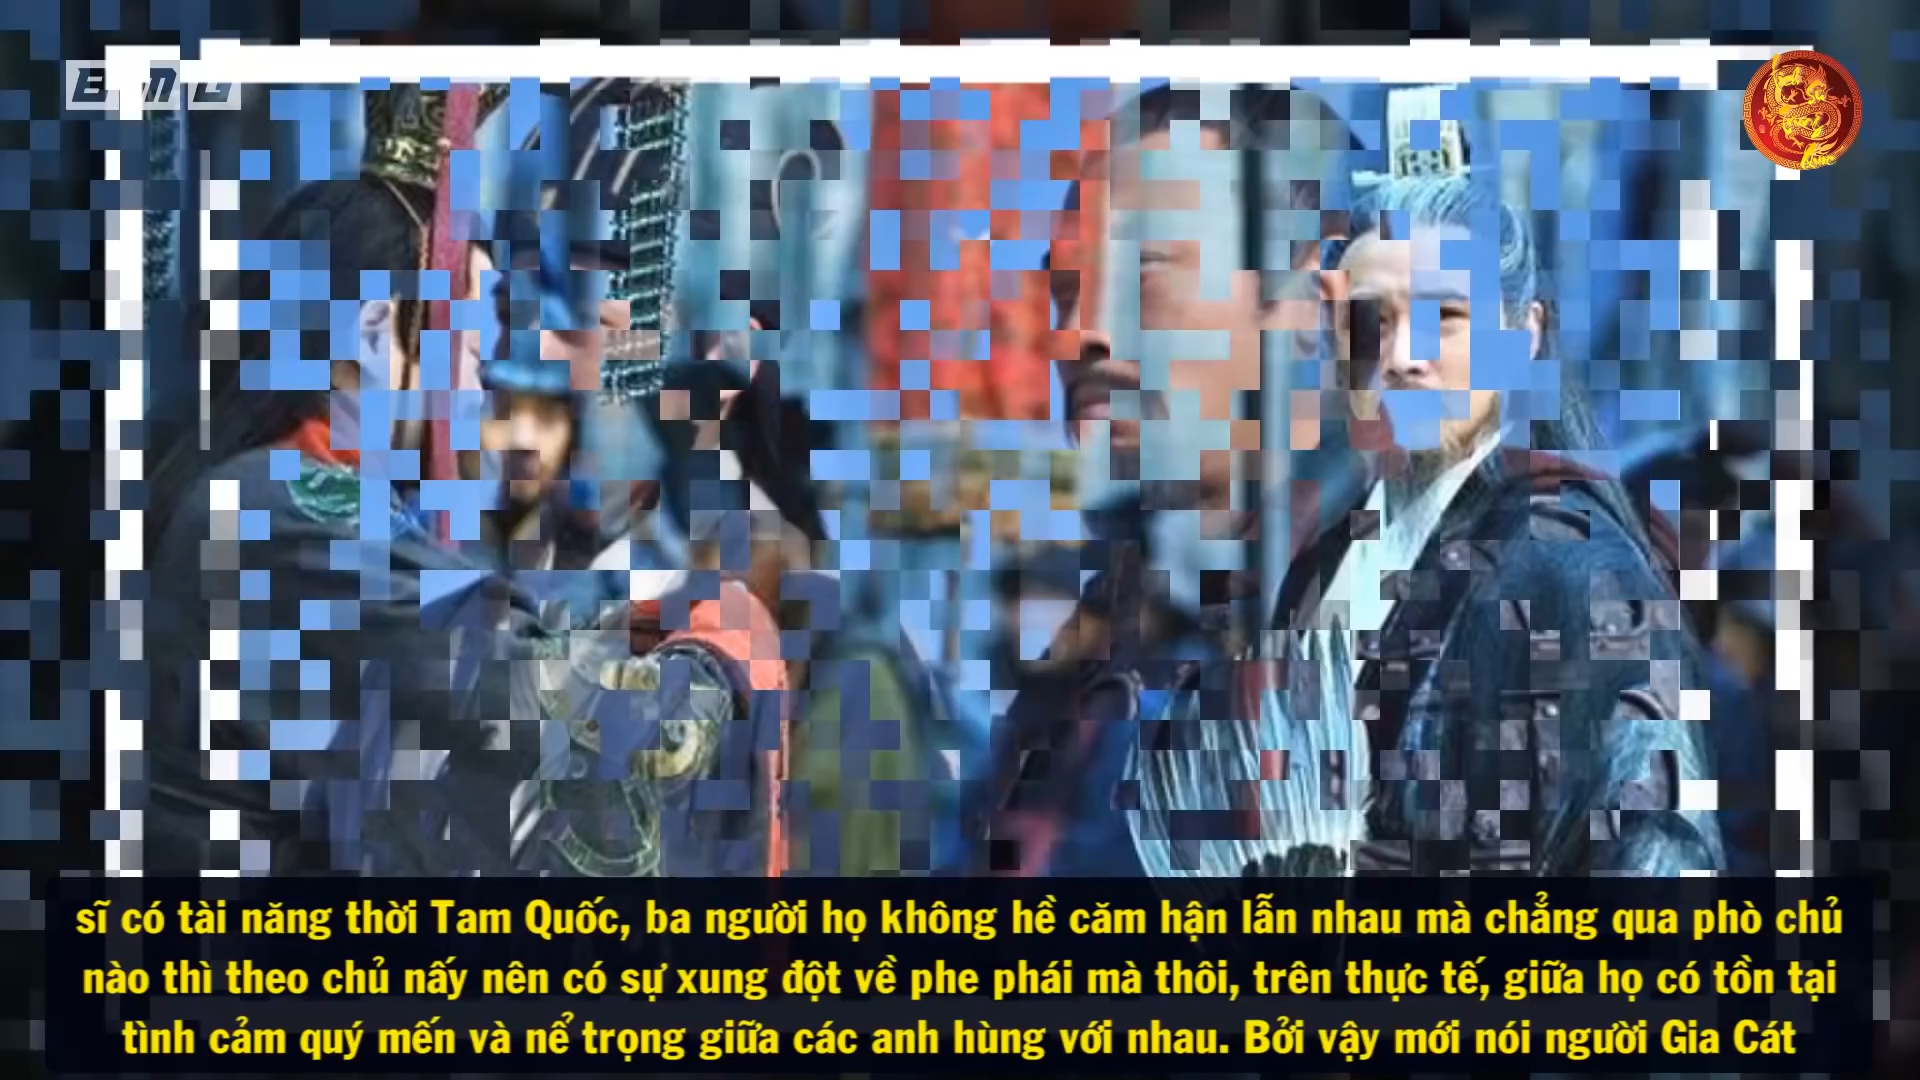 sĩ có tài năng thời Tam Quốc, ba người họ không hề căm hận lẫn nhau mà chẳng qua phò chủ
nào thì theo chủ nấy nên có sự xung đột về phe phái mà thôi, trên thực tế, giữa họ có tồn tại
tình cảm quý mến và nể trọng giữa các anh hùng với nhau. Bởi vậy mới nói người Gia Cát